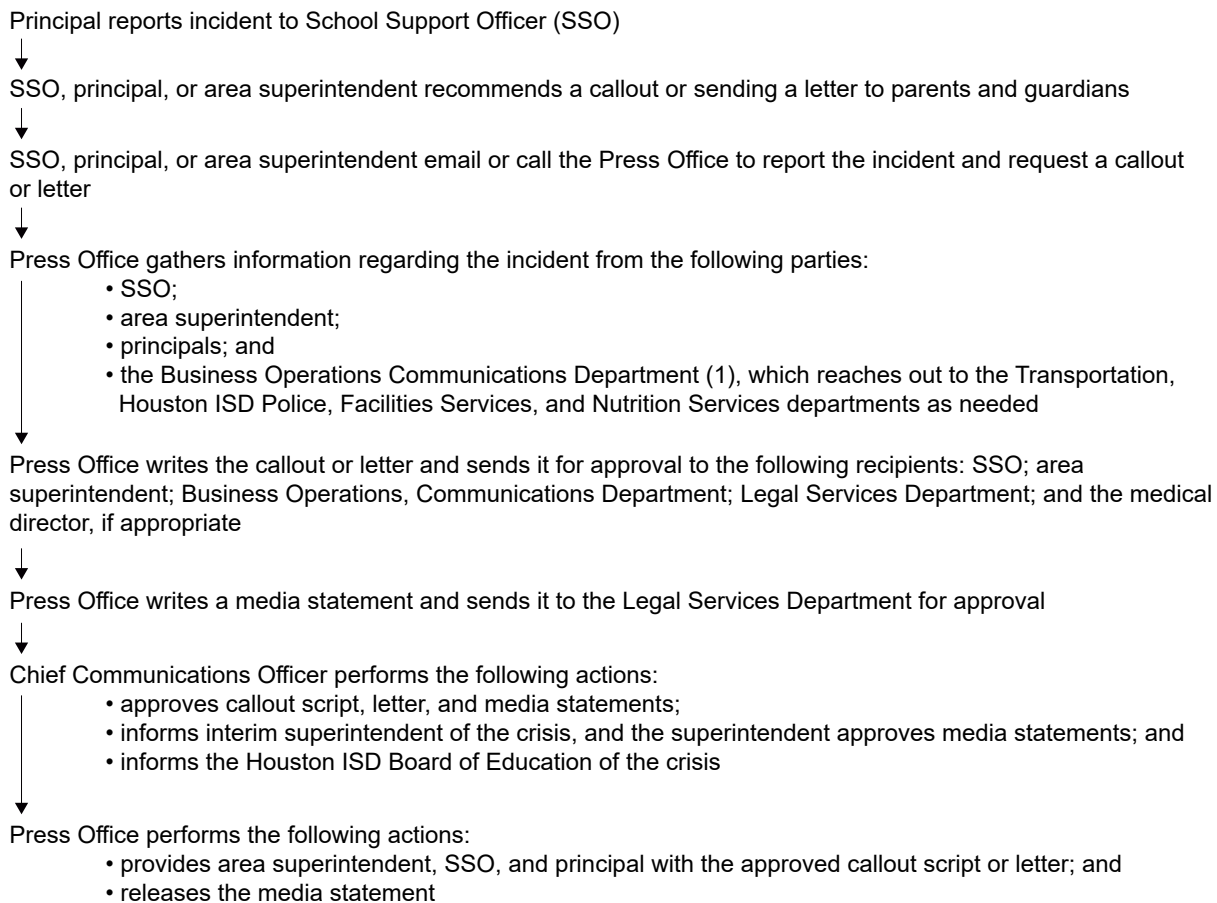 Principal reports incident to School Support Officer (SSO)
SSO, principal, or area superintendent recommends a callout or sending a letter to parents and guardians
SSO, principal, or area superintendent email or call the Press Office to report the incident and request a callout
or letter
Press Office gathers information regarding the incident from the following parties:
• SSO;
• area superintendent;
• principals; and
• the Business Operations Communications Department (1), which reaches out to the Transportation,
Houston ISD Police, Facilities Services, and Nutrition Services departments as needed
Press Office writes the callout or letter and sends it for approval to the following recipients: SSO; area
superintendent; Business Operations, Communications Department; Legal Services Department; and the medical
director, if appropriate
Press Office writes a media statement and sends it to the Legal Services Department for approval
Chief Communications Officer performs the following actions:
• approves callout script, letter, and media statements;
• informs interim superintendent of the crisis, and the superintendent approves media statements; and
• informs the Houston ISD Board of Education of the crisis
Press Office performs the following actions:
• provides area superintendent, SSO, and principal with the approved callout script or letter; and
• releases the media statement